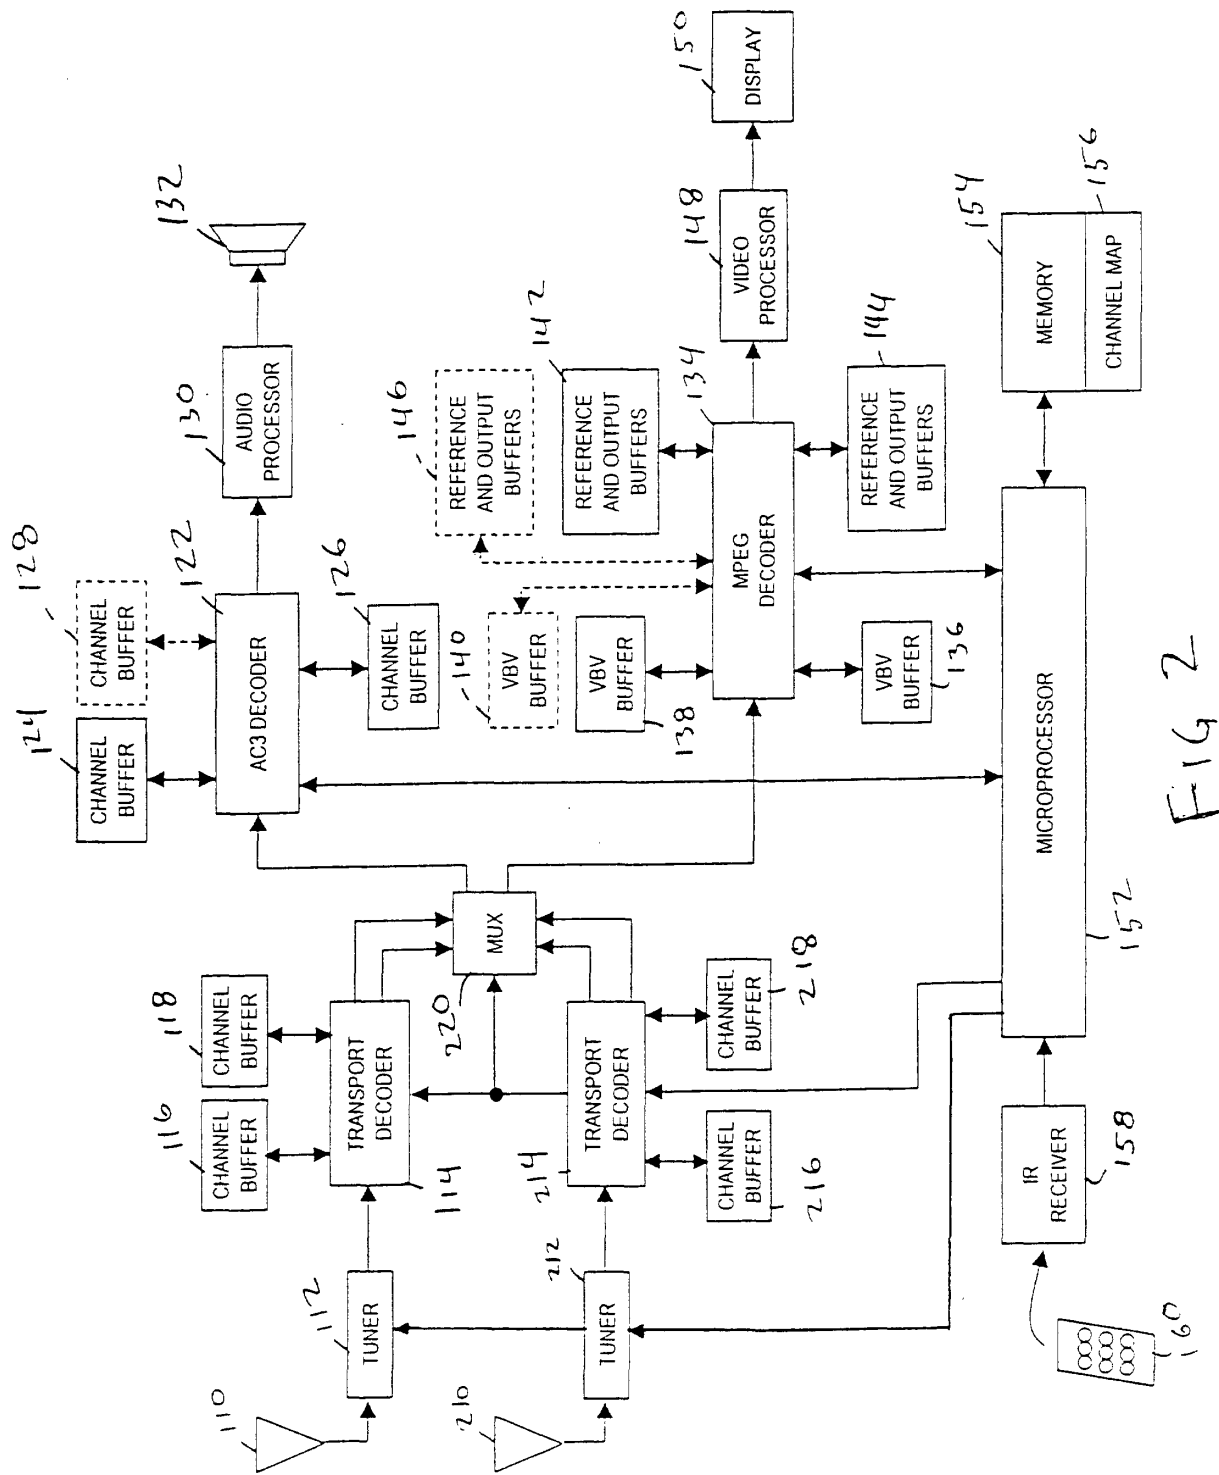 110
TUNER
112
210
TUNER
212
116
CHANNEL
BUFFER
118
CHANNEL
BUFFER
TRANSPORT
DECODER
114
TRANSPORT
DECODER
214
CHANNEL
BUFFER
216
CHANNEL
BUFFER
218
MUX
220
124
CHANNEL
BUFFER
128
CHANNEL
BUFFER
AC3 DECODER
122
CHANNEL
BUFFER
126
AUDIO
PROCESSOR
130
132
VBV
BUFFER
140
VBV
BUFFER
138
REFERENCE
AND OUTPUT
BUFFERS
146
REFERENCE
AND OUTPUT
BUFFERS
142
MPEG
DECODER
134
VBV
BUFFER
136
REFERENCE
AND OUTPUT
BUFFERS
144
VIDEO
PROCESSOR
148
DISPLAY
150
160
IR
RECEIVER
158
MICROPROCESSOR
152
MEMORY
154
CHANNEL MAP
156
FIG 2